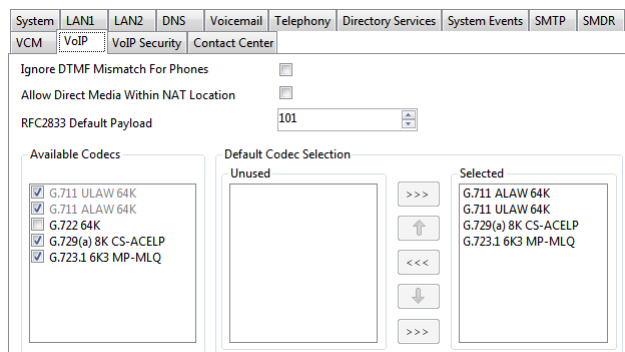 System LAN1 LAN2 DNS Voicemail Telephony Directory Services System Events SMTP SMDR
VCM VoIP VoIP Security Contact Center
Ignore DTMF Mismatch For Phones
Allow Direct Media Within NAT Location
RFC2833 Default Payload 101
Available Codecs
G.711 ULAW 64K
G.711 ALAW 64K
G.722 64K
G.729(a) 8K CS-ACELP
G.723.1 6K3 MP-MLQ
Default Codec Selection
Unused
>>>
<<<
>>>
Selected
G.711 ALAW 64K
G.711 ULAW 64K
G.729(a) 8K CS-ACELP
G.723.1 6K3 MP-MLQ